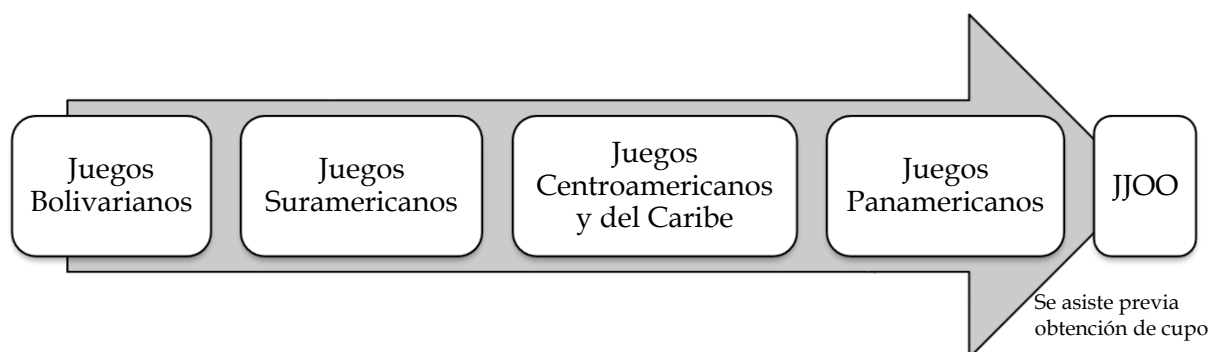 Juegos
Bolivarianos
Juegos
Suramericanos
Juegos
Centroamericanos
y del Caribe
Juegos
Panamericanos
JJOO
Se asiste previa
obtención de cupo